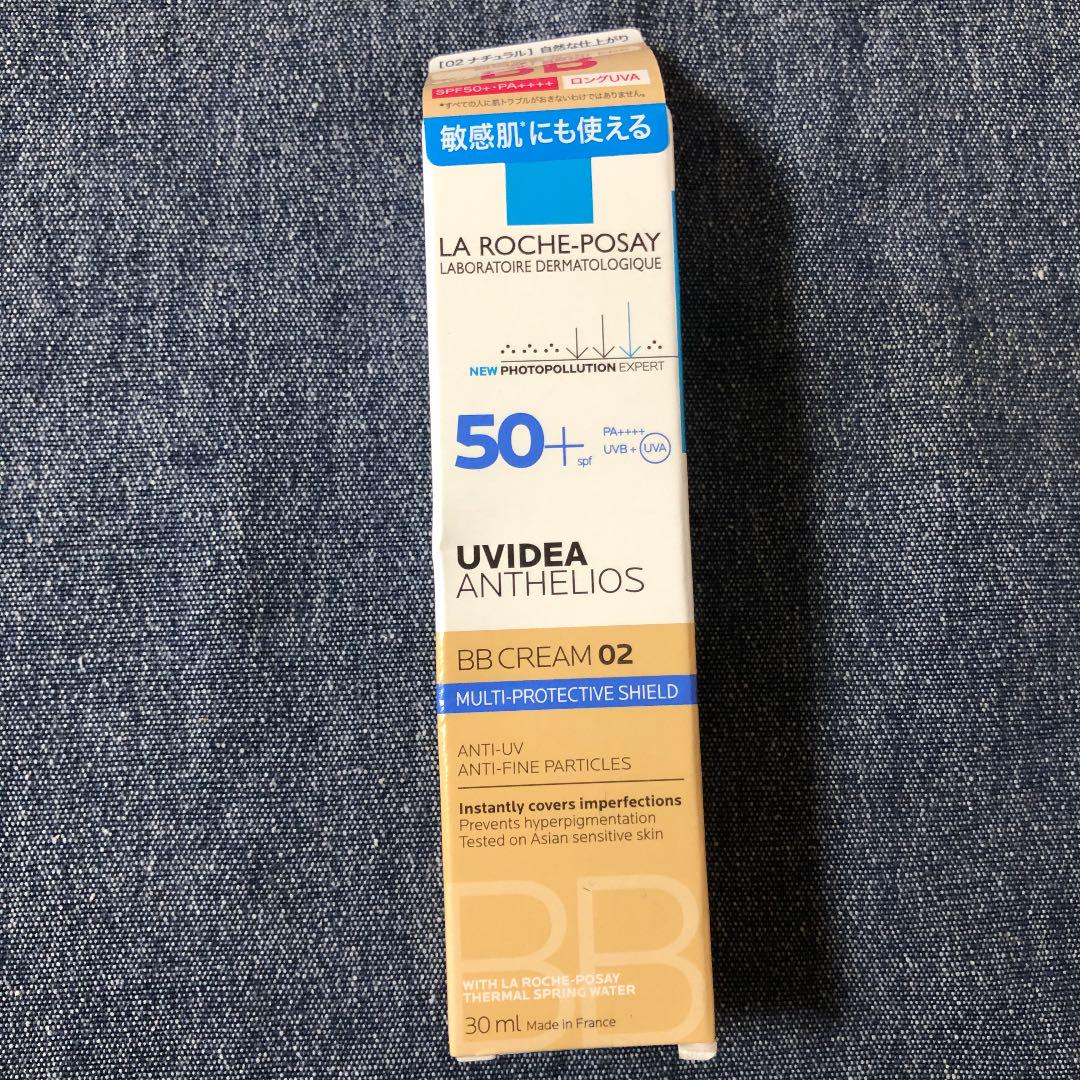 [02 ナチュラル] 自然な仕上がり
BB
SPF50+・PA++++ ロングUVA
*すべての人に肌トラブルがおきないわけではありません。
敏感肌*にも使える
LA ROCHE-POSAY
LABORATOIRE DERMATOLOGIQUE
NEW PHOTOPOLLUTION EXPERT
50+ spf
PA++++
UVB + UVA
UVIDEA
ANTHELIOS
BB CREAM 02
MULTI-PROTECTIVE SHIELD
ANTI-UV
ANTI-FINE PARTICLES
Instantly covers imperfections
Prevents hyperpigmentation
Tested on Asian sensitive skin
BB
WITH LA ROCHE-POSAY
THERMAL SPRING WATER
30 ml Made in France